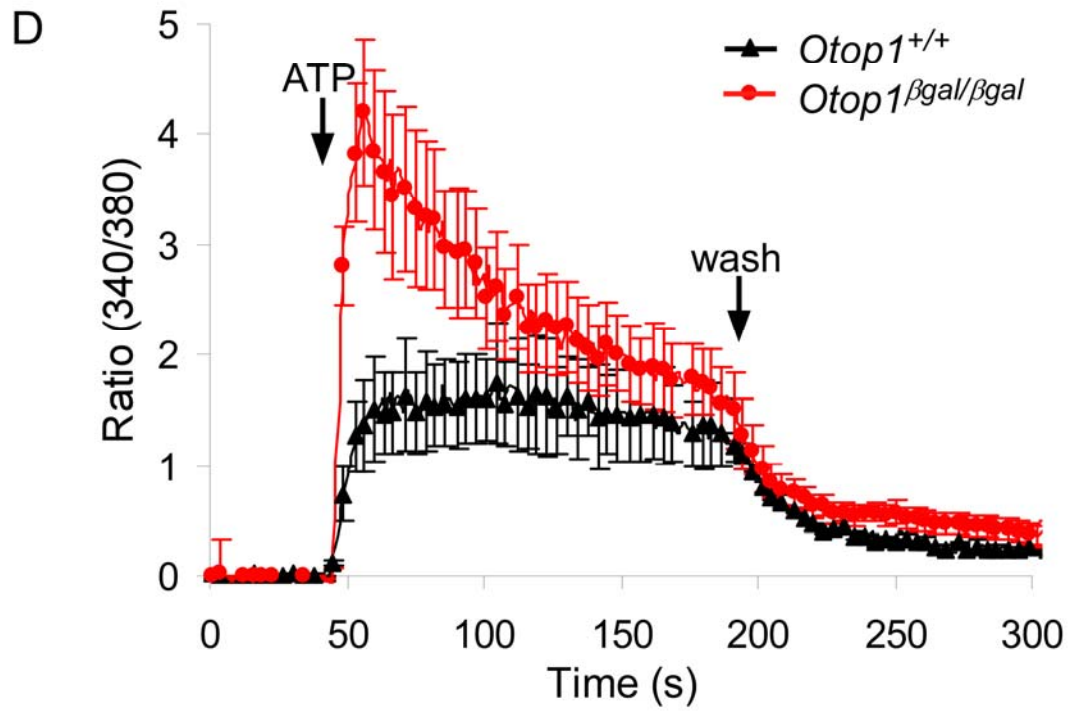 D
Otop1+/+
Otop1βgal/βgal
ATP
wash
Ratio (340/380)
5
4
3
2
1
0
0 50 100 150 200 250 300
Time (s)